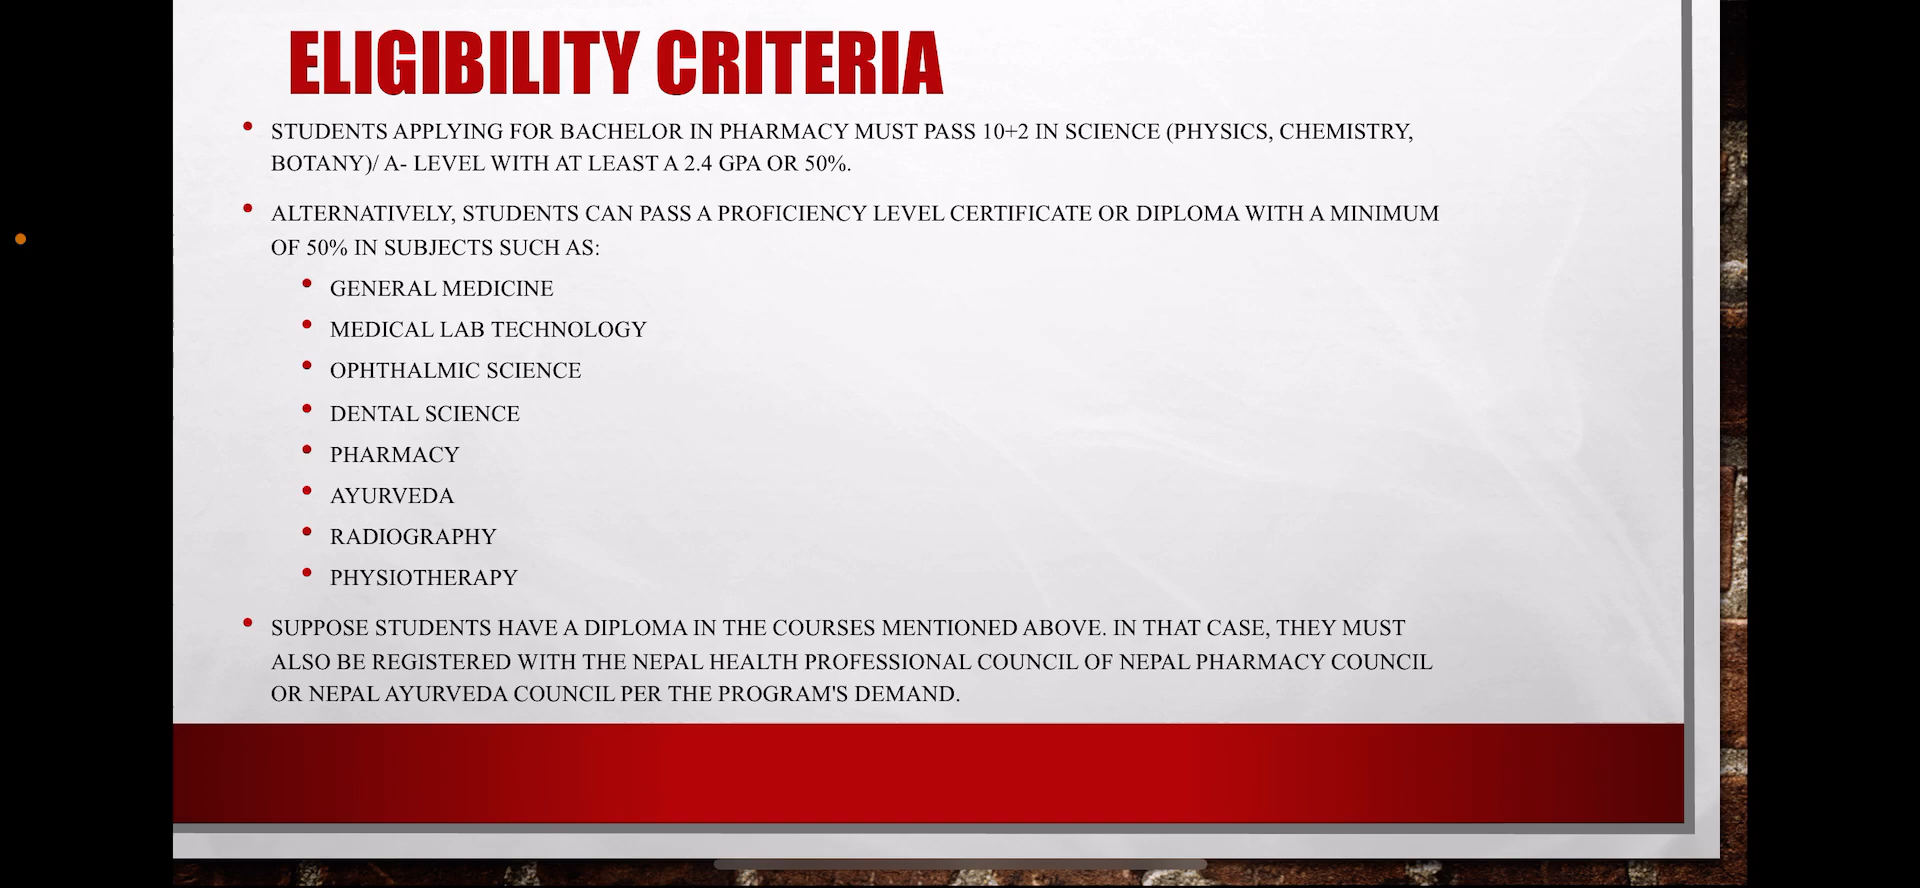 ELIGIBILITY CRITERIA
• STUDENTS APPLYING FOR BACHELOR IN PHARMACY MUST PASS 10+2 IN SCIENCE (PHYSICS, CHEMISTRY,
BOTANY)/ A- LEVEL WITH AT LEAST A 2.4 GPA OR 50%.
• ALTERNATIVELY, STUDENTS CAN PASS A PROFICIENCY LEVEL CERTIFICATE OR DIPLOMA WITH A MINIMUM
OF 50% IN SUBJECTS SUCH AS:
• GENERAL MEDICINE
• MEDICAL LAB TECHNOLOGY
• OPHTHALMIC SCIENCE
• DENTAL SCIENCE
• PHARMACY
• AYURVEDA
• RADIOGRAPHY
• PHYSIOTHERAPY
• SUPPOSE STUDENTS HAVE A DIPLOMA IN THE COURSES MENTIONED ABOVE. IN THAT CASE, THEY MUST
ALSO BE REGISTERED WITH THE NEPAL HEALTH PROFESSIONAL COUNCIL OF NEPAL PHARMACY COUNCIL
OR NEPAL AYURVEDA COUNCIL PER THE PROGRAM'S DEMAND.